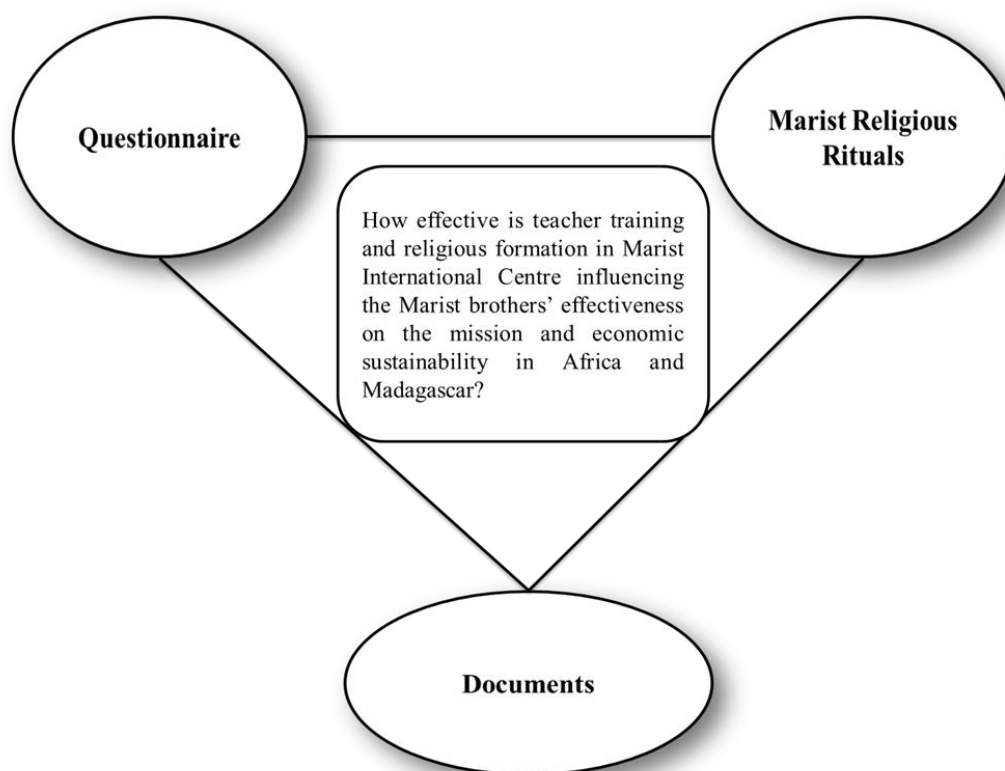 Questionnaire
Marist Religious
Rituals
How effective is teacher training
and religious formation in Marist
International Centre influencing
the Marist brothers’ effectiveness
on the mission and economic
sustainability in Africa and
Madagascar?
Documents